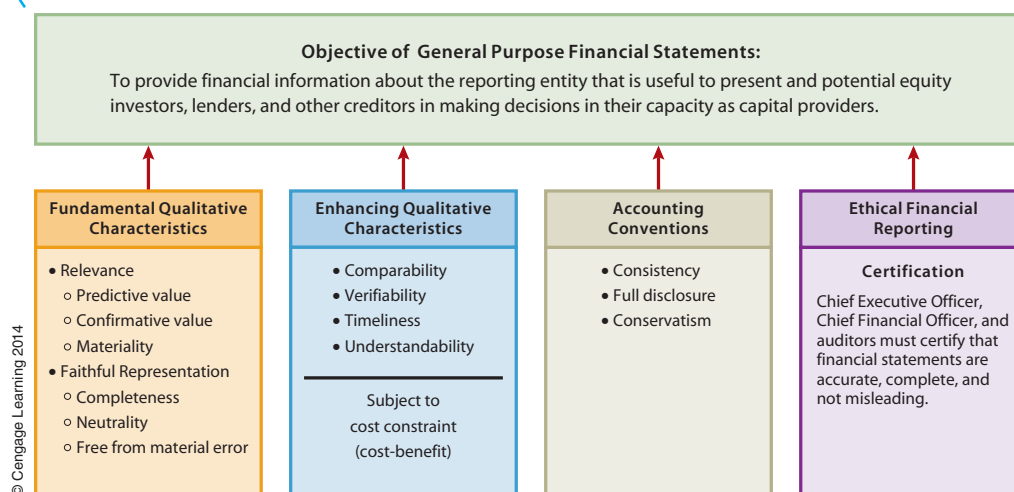 Objective of General Purpose Financial Statements:
To provide financial information about the reporting entity that is useful to present and potential equity
investors, lenders, and other creditors in making decisions in their capacity as capital providers.
Fundamental Qualitative
Characteristics
• Relevance
○ Predictive value
○ Confirmative value
○ Materiality
• Faithful Representation
○ Completeness
○ Neutrality
○ Free from material error
Enhancing Qualitative
Characteristics
• Comparability
• Verifiability
• Timeliness
• Understandability
Subject to
cost constraint
(cost-benefit)
Accounting
Conventions
• Consistency
• Full disclosure
• Conservatism
Ethical Financial
Reporting
Certification
Chief Executive Officer,
Chief Financial Officer, and
auditors must certify that
financial statements are
accurate, complete, and
not misleading.
© Cengage Learning 2014